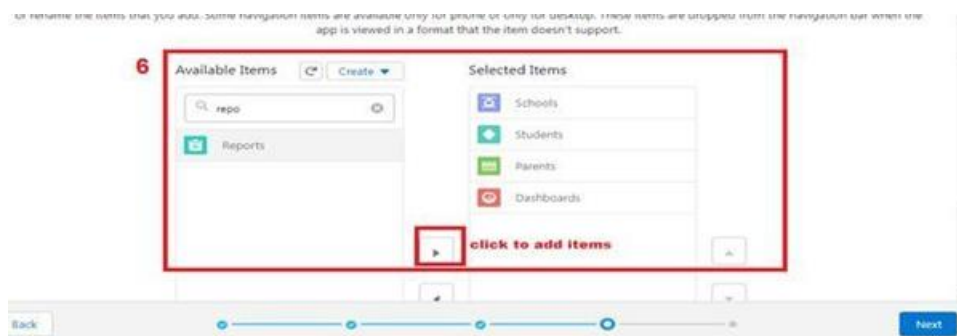 or rename the items that you add. Some navigation items are available only for phone or only for desktop. These items are dropped from the navigation bar when the
app is viewed in a format that the item doesn't support.
6
Available Items Create Selected Items
repo Schools
Reports Students
Parents
Dashboards
click to add items
Back Next